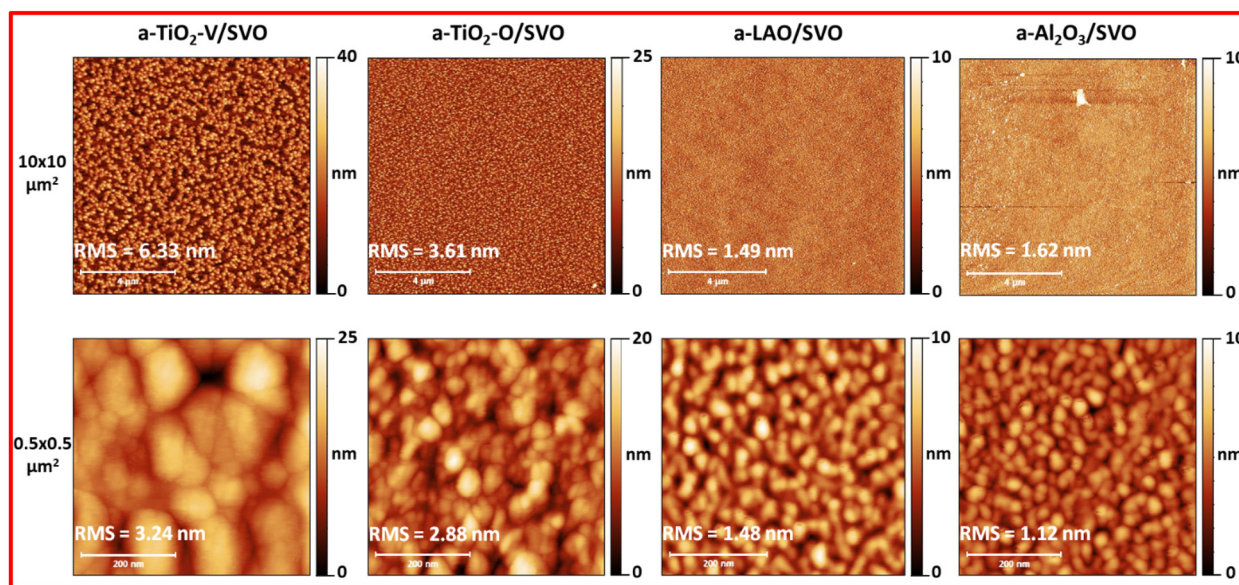 a-TiO₂-V/SVO
a-TiO₂-O/SVO
a-LAO/SVO
a-Al₂O₃/SVO
10x10
μm²
RMS = 6.33 nm
4 μm
40
nm
0
RMS = 3.61 nm
4 μm
25
nm
0
RMS = 1.49 nm
4 μm
10
nm
0
RMS = 1.62 nm
4 μm
10
nm
0
0.5x0.5
μm²
RMS = 3.24 nm
200 nm
25
nm
0
RMS = 2.88 nm
200 nm
20
nm
0
RMS = 1.48 nm
200 nm
10
nm
0
RMS = 1.12 nm
200 nm
10
nm
0